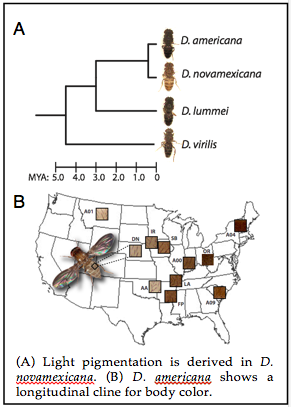 A
D. americana
D. novamexicana
D. lummei
D. virilis
MYA: 5.0 4.0 3.0 2.0 1.0 0
B
A01
A04
IR
SB
DN
OR
A00
AA
LA
FP
A09
(A) Light pigmentation is derived in D.
novamexicana. (B) D. americana shows a
longitudinal cline for body color.